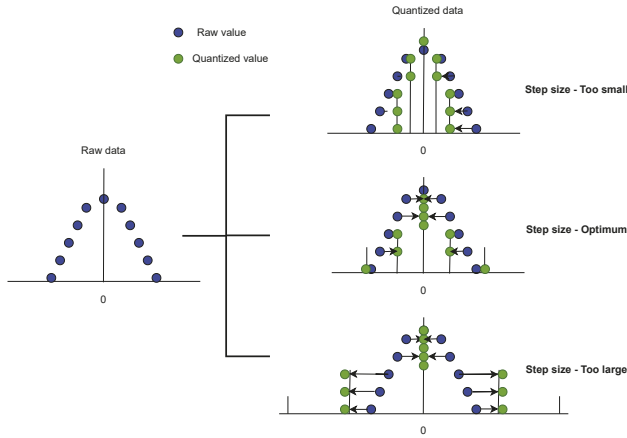 Quantized data
Raw value
Quantized value
Step size - Too small
0
Raw data
0
Step size - Optimum
0
Step size - Too large
0